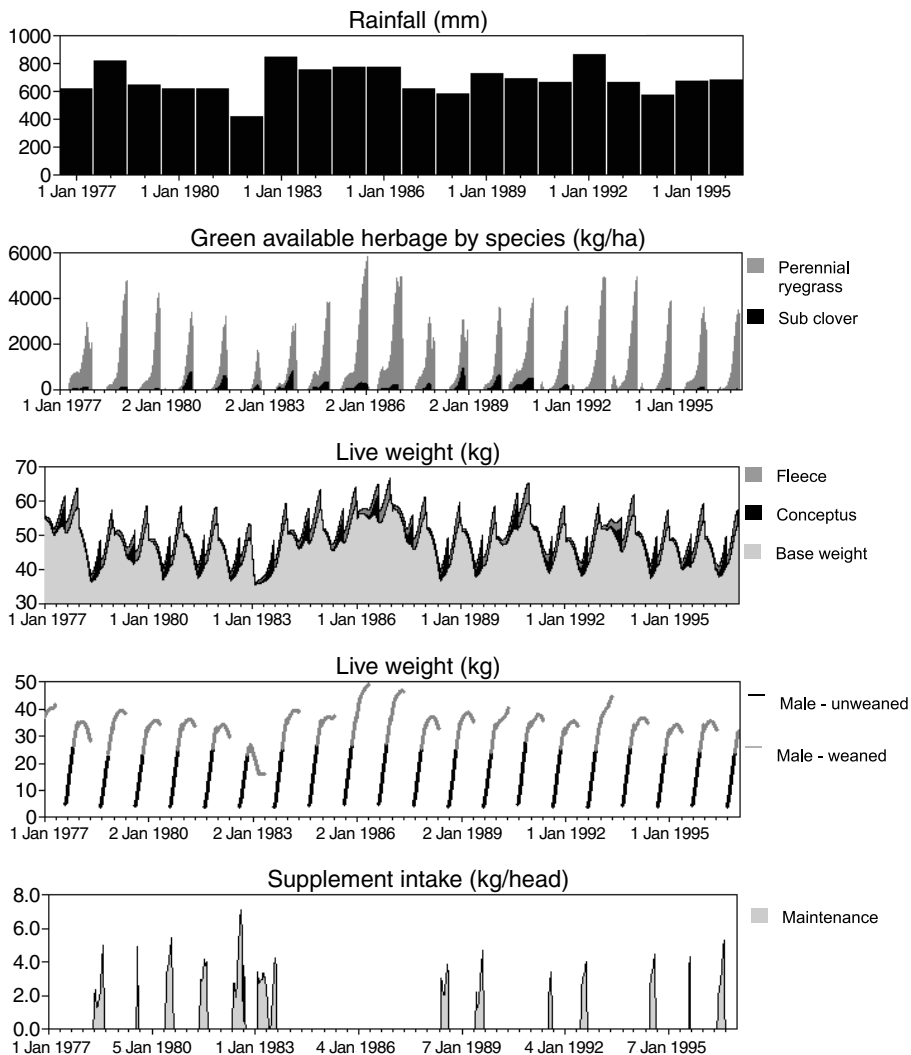 Rainfall (mm)
1000
800
600
400
200
0
1 Jan 1977 1 Jan 1980 1 Jan 1983 1 Jan 1986 1 Jan 1989 1 Jan 1992 1 Jan 1995
Green available herbage by species (kg/ha)
6000
4000
2000
0
Perennial
ryegrass
Sub clover
1 Jan 1977 2 Jan 1980 2 Jan 1983 2 Jan 1986 2 Jan 1989 1 Jan 1992 1 Jan 1995
Live weight (kg)
70
60
50
40
30
Fleece
Conceptus
Base weight
1 Jan 1977 1 Jan 1980 1 Jan 1983 1 Jan 1986 1 Jan 1989 1 Jan 1992 1 Jan 1995
Live weight (kg)
50
40
30
20
10
0
Male - unweaned
Male - weaned
1 Jan 1977 2 Jan 1980 2 Jan 1983 2 Jan 1986 2 Jan 1989 1 Jan 1992 1 Jan 1995
Supplement intake (kg/head)
8.0
6.0
4.0
2.0
0.0
Maintenance
1 Jan 1977 5 Jan 1980 1 Jan 1983 4 Jan 1986 7 Jan 1989 4 Jan 1992 7 Jan 1995